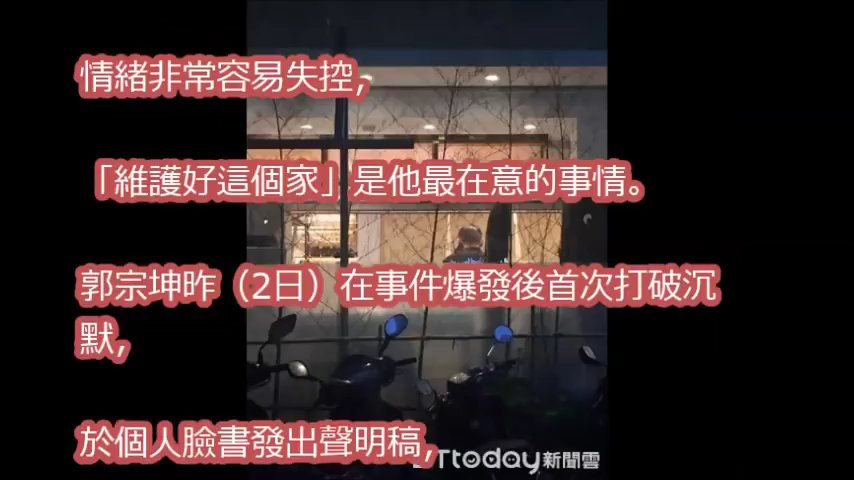 情緒非常容易失控,
「維護好這個家」是他最在意的事情。
郭宗坤昨（2日）在事件爆發後首次打破沉
默,
於個人臉書發出聲明稿,
ETtoday新聞雲